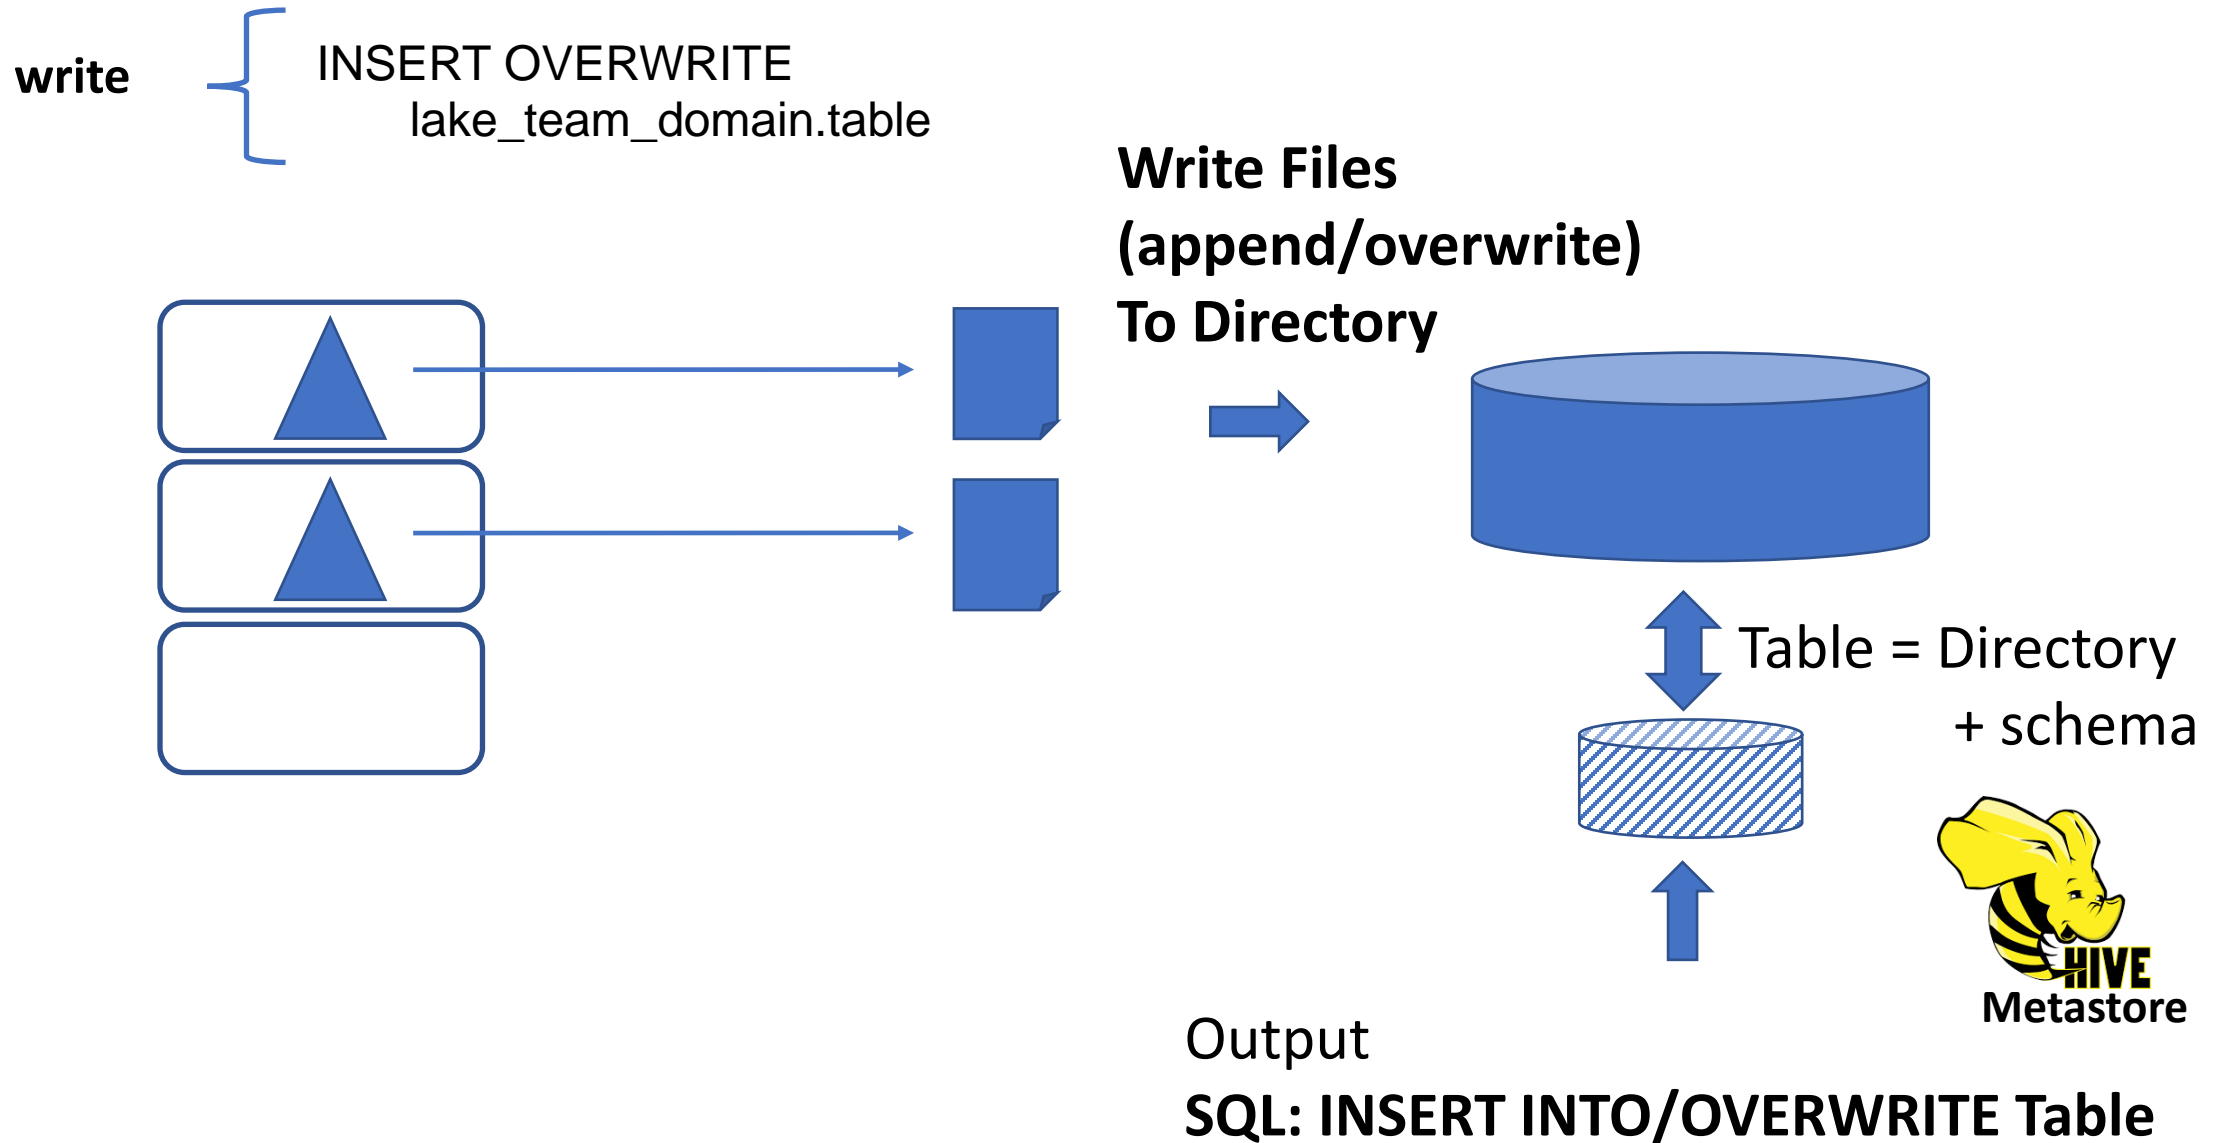 write
INSERT OVERWRITE
lake_team_domain.table
Write Files
(append/overwrite)
To Directory
Table = Directory
+ schema
HIVE
Metastore
Output
SQL: INSERT INTO/OVERWRITE Table